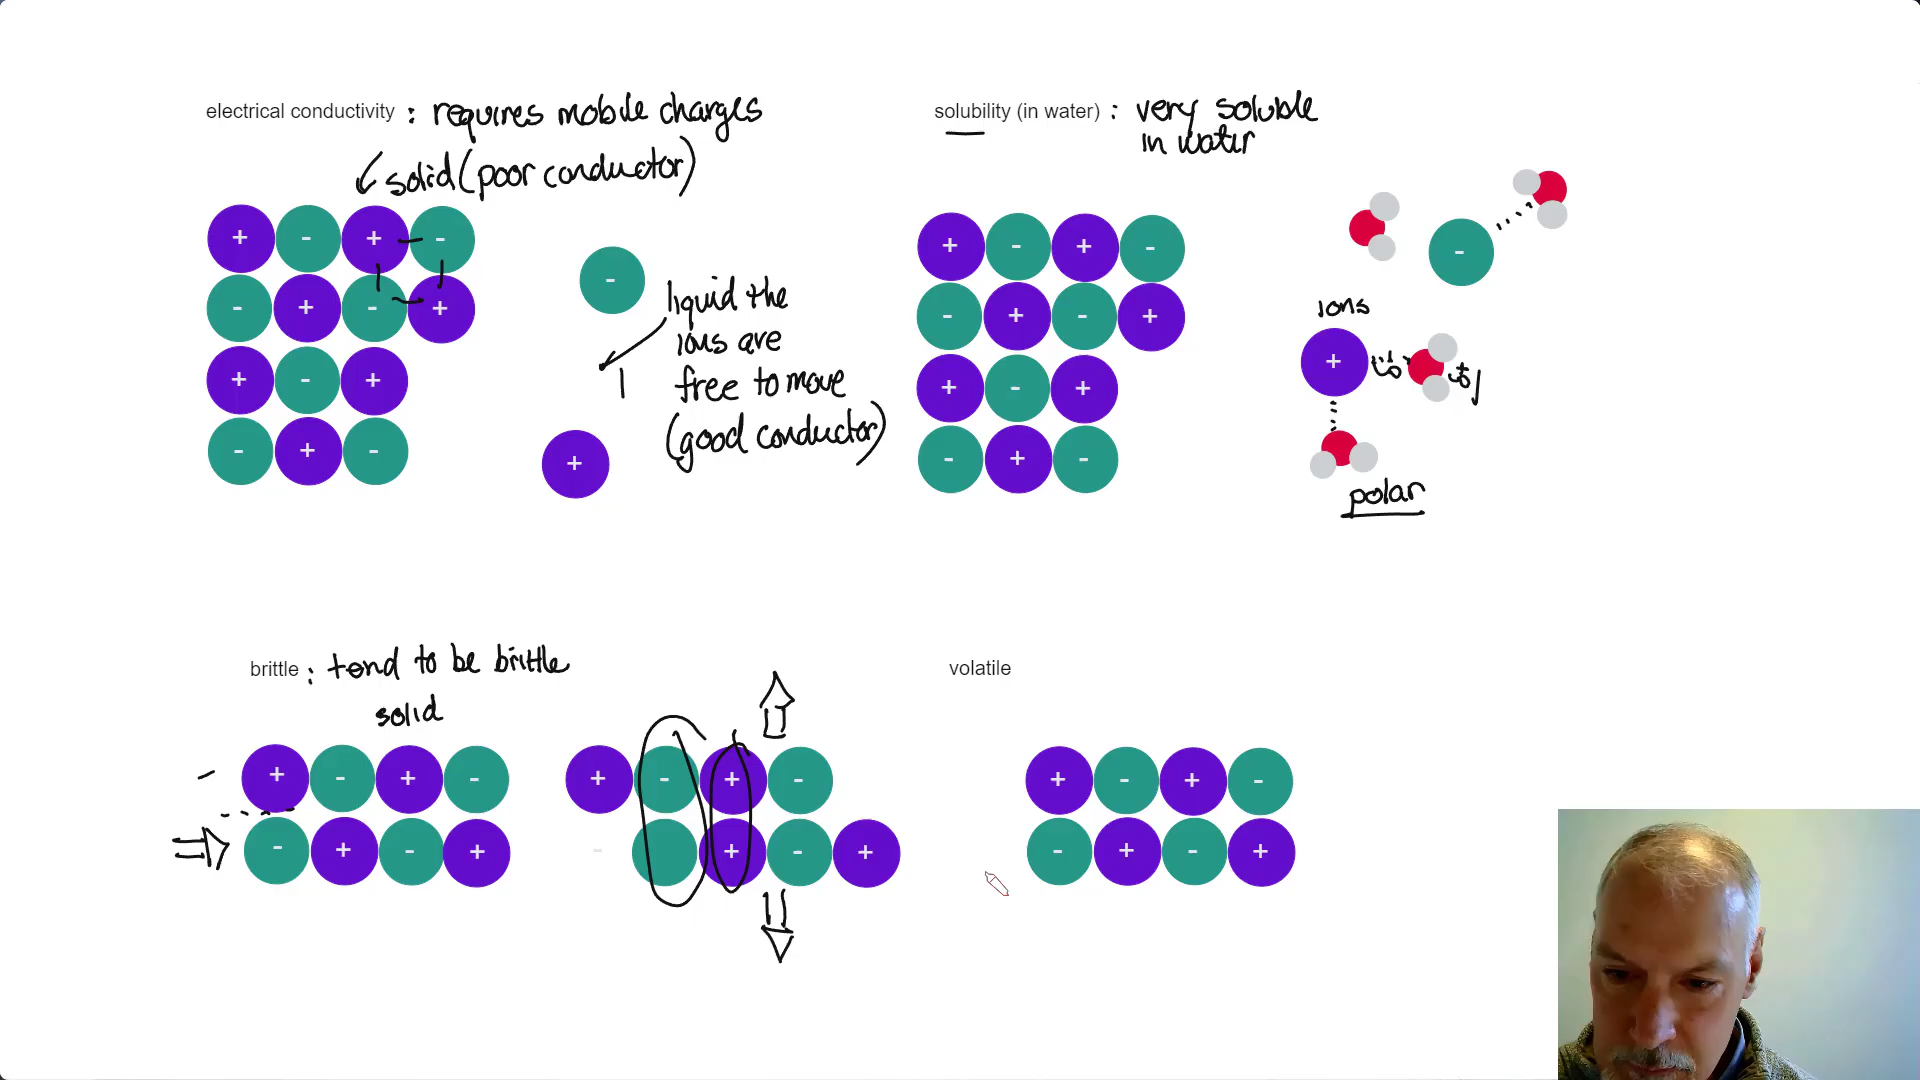 electrical conductivity : requires mobile charges
solid (poor conductor)
+ - + -
- + - +
+ - +
- + -
-
+
liquid the
ions are
free to move
(good conductor)
solubility (in water) : very soluble
in water
+ - + -
- + - +
+ - +
- + -
-
ions
+ δ- δ+
polar
brittle : tend to be brittle
solid
+ - + -
- + - +
+ - + -
- + - +
volatile
+ - + -
- + - +